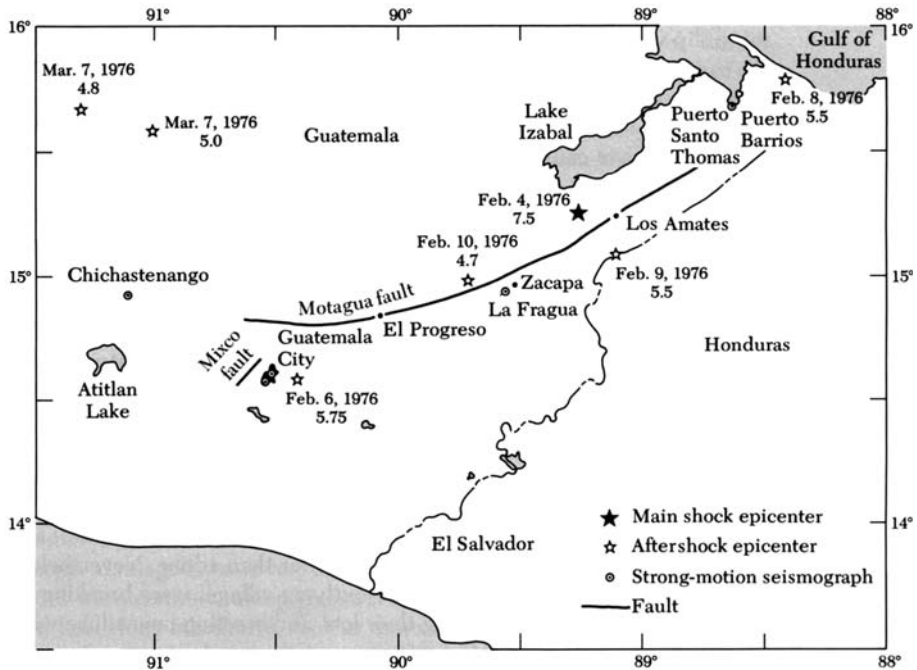 91°
90°
89°
88°
16°
16°
Gulf of
Honduras
Mar. 7, 1976
4.8
Mar. 7, 1976
5.0
Guatemala
Lake
Izabal
Puerto
Santo
Thomas
Feb. 8, 1976
5.5
Puerto
Barrios
Feb. 4, 1976
7.5
Los Amates
Feb. 10, 1976
4.7
Feb. 9, 1976
5.5
15°
15°
Chichastenango
Zacapa
La Fragua
Motagua fault
El Progreso
Guatemala
City
Mixco
fault
Honduras
Atitlan
Lake
Feb. 6, 1976
5.75
14°
14°
El Salvador
Main shock epicenter
Aftershock epicenter
Strong-motion seismograph
Fault
91°
90°
89°
88°